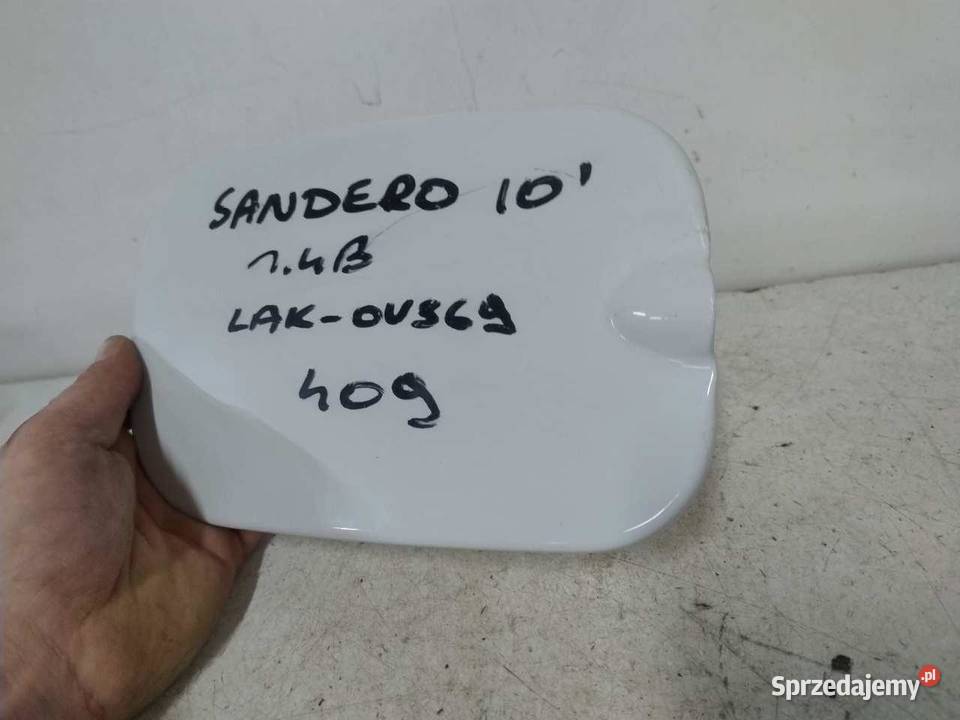 SANDERO 10'
1.4B
LAK-OV369
409
Sprzedajemy.pl